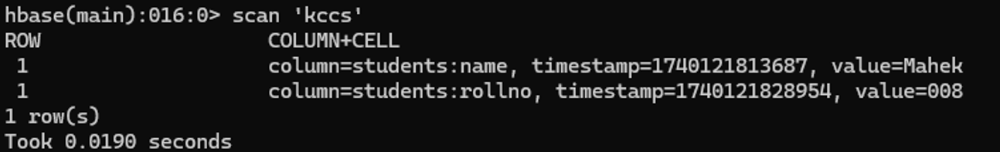 hbase(main):016:0> scan 'kccs'
ROW COLUMN+CELL
1 column=students:name, timestamp=1740121813687, value=Mahek
1 column=students:rollno, timestamp=1740121828954, value=008
1 row(s)
Took 0.0190 seconds